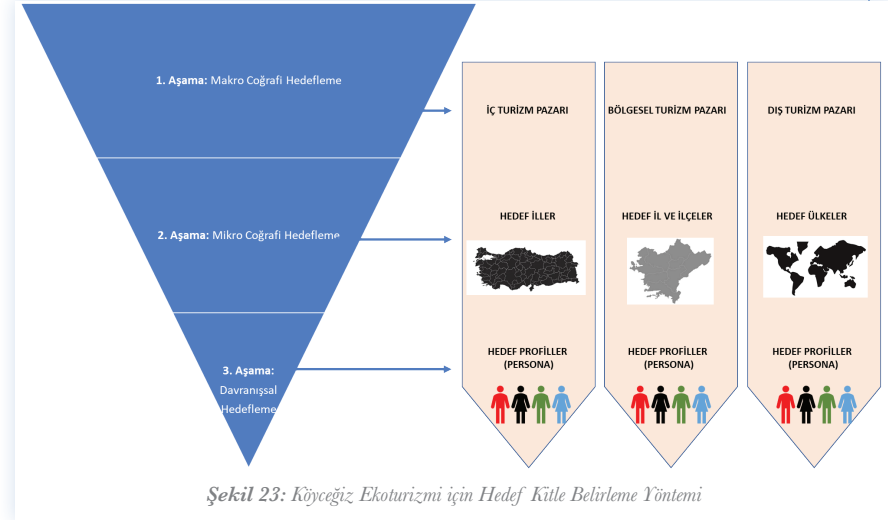 1. Aşama: Makro Coğrafi Hedefleme
İÇ TURİZM PAZARI
BÖLGESEL TURİZM PAZARI
DIŞ TURİZM PAZARI
2. Aşama: Mikro Coğrafi Hedefleme
HEDEF İLLER
HEDEF İL VE İLÇELER
HEDEF ÜLKELER
3. Aşama:
Davranışsal
Hedefleme
HEDEF PROFİLLER
(PERSONA)
HEDEF PROFİLLER
(PERSONA)
HEDEF PROFİLLER
(PERSONA)
Şekil 23: Köyceğiz Ekoturizmi için Hedef Kitle Belirleme Yöntemi